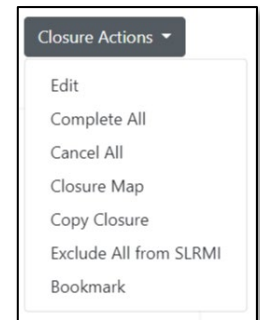 Closure Actions
Edit
Complete All
Cancel All
Closure Map
Copy Closure
Exclude All from SLRMI
Bookmark